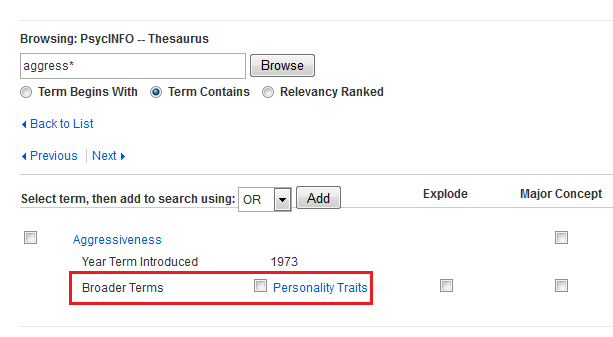 Browsing: PsycINFO -- Thesaurus
aggress* Browse
Term Begins With Term Contains Relevancy Ranked
Back to List
Previous Next
Select term, then add to search using: OR Add Explode Major Concept
Aggressiveness
Year Term Introduced 1973
Broader Terms Personality Traits